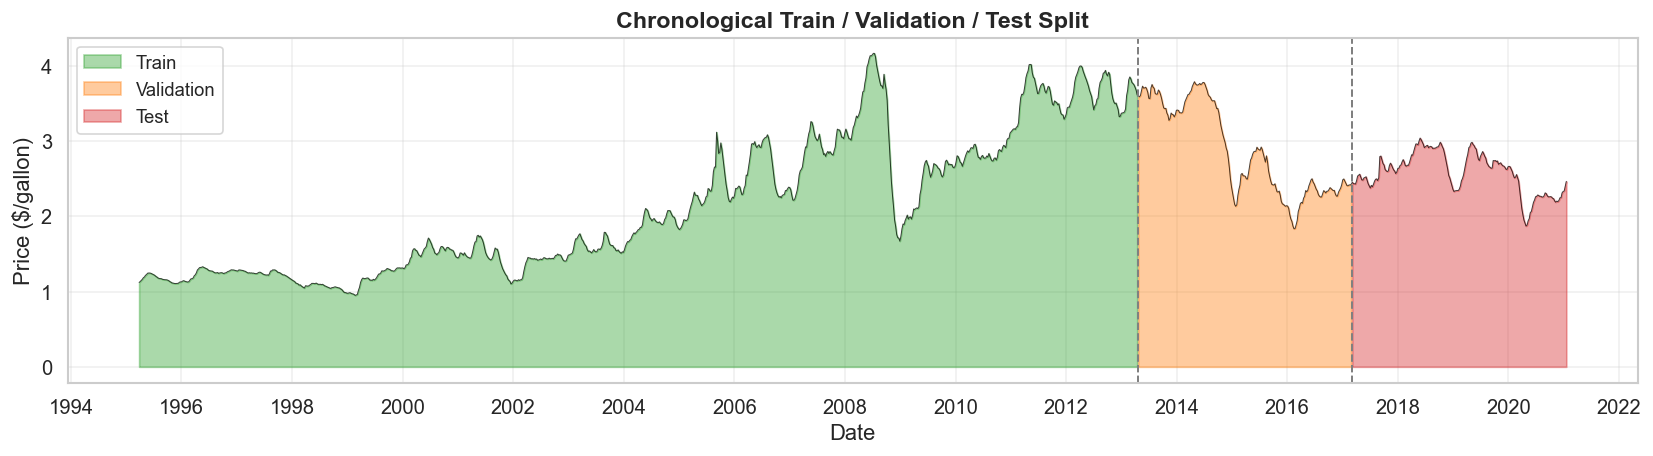 Chronological Train / Validation / Test Split
Train
Validation
Test
Price ($/gallon)
4
3
2
1
0
1994 1996 1998 2000 2002 2004 2006 2008 2010 2012 2014 2016 2018 2020 2022
Date